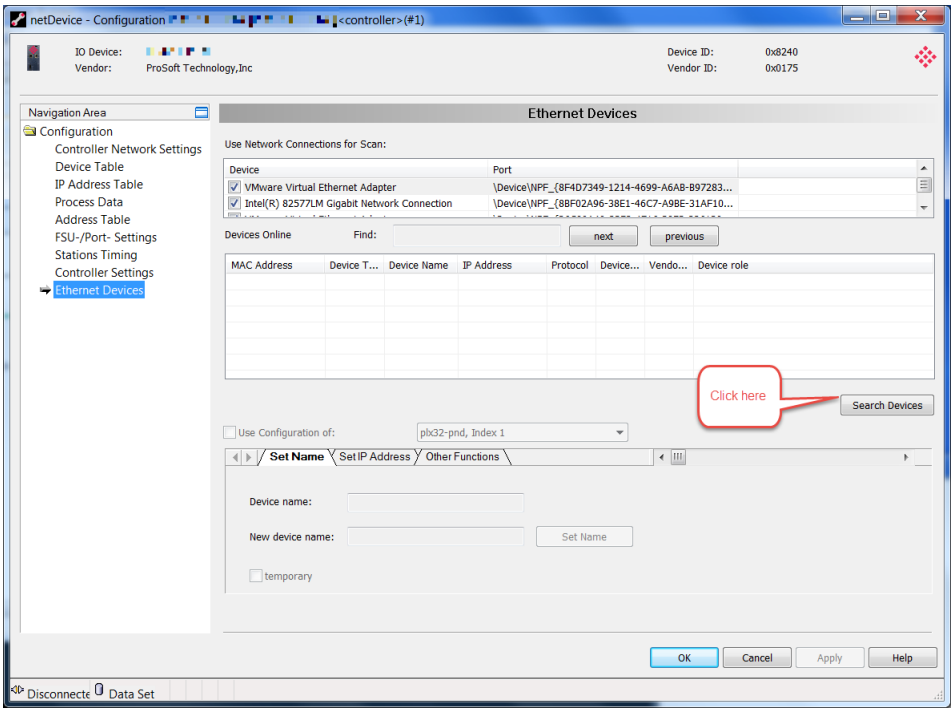 netDevice - Configuration <controller>(#1)
IO Device:
Device ID: 0x8240
Vendor: ProSoft Technology,Inc
Vendor ID: 0x0175
Navigation Area
Configuration
Controller Network Settings
Device Table
IP Address Table
Process Data
Address Table
FSU-/Port- Settings
Stations Timing
Controller Settings
Ethernet Devices
Ethernet Devices
Use Network Connections for Scan:
Device Port
VMware Virtual Ethernet Adapter \Device\NPF_{8F4D7349-1214-4699-A6AB-B97283...
Intel(R) 82577LM Gigabit Network Connection \Device\NPF_{8BF02A96-38E1-46C7-A9BE-31AF10...
Devices Online Find: next previous
MAC Address Device T... Device Name IP Address Protocol Device... Vendo... Device role
Click here
Search Devices
Use Configuration of: plx32-pnd, Index 1
Set Name Set IP Address Other Functions
Device name:
New device name: Set Name
temporary
OK Cancel Apply Help
Disconnecte Data Set